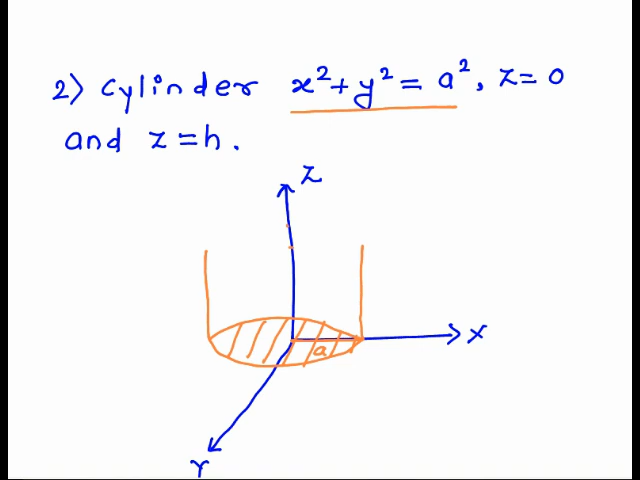 2) cylinder x²+y² = a², z=0
and z=h.
Z
X
a
Y